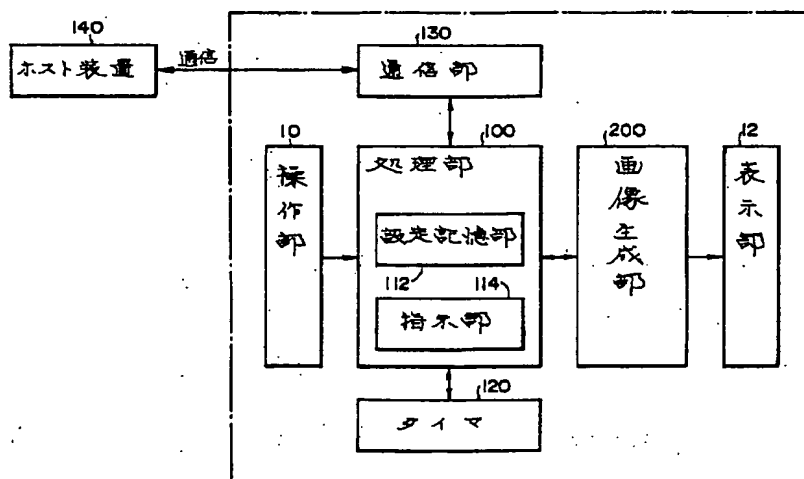 140
130
ホスト装置
通信
通信部
10
100
200
12
操作部
処理部
画像生成部
表示部
設定記憶部
112
114
指示部
120
タイマ